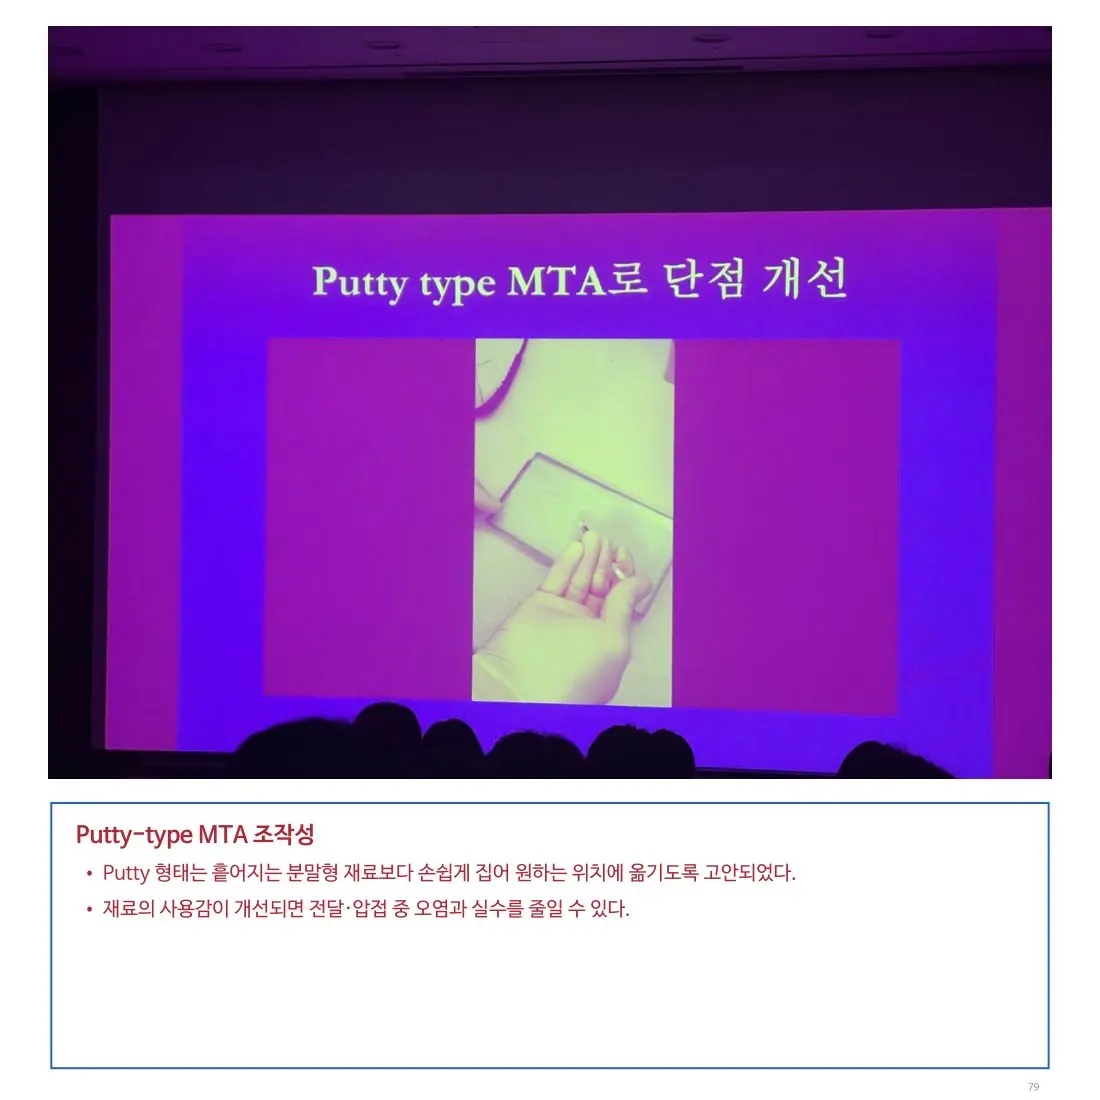 Putty type MTA로 단점 개선
Putty-type MTA 조작성
• Putty 형태는 흩어지는 분말형 재료보다 손쉽게 집어 원하는 위치에 옮기도록 고안되었다.
• 재료의 사용감이 개선되면 전달·압접 중 오염과 실수를 줄일 수 있다.
79